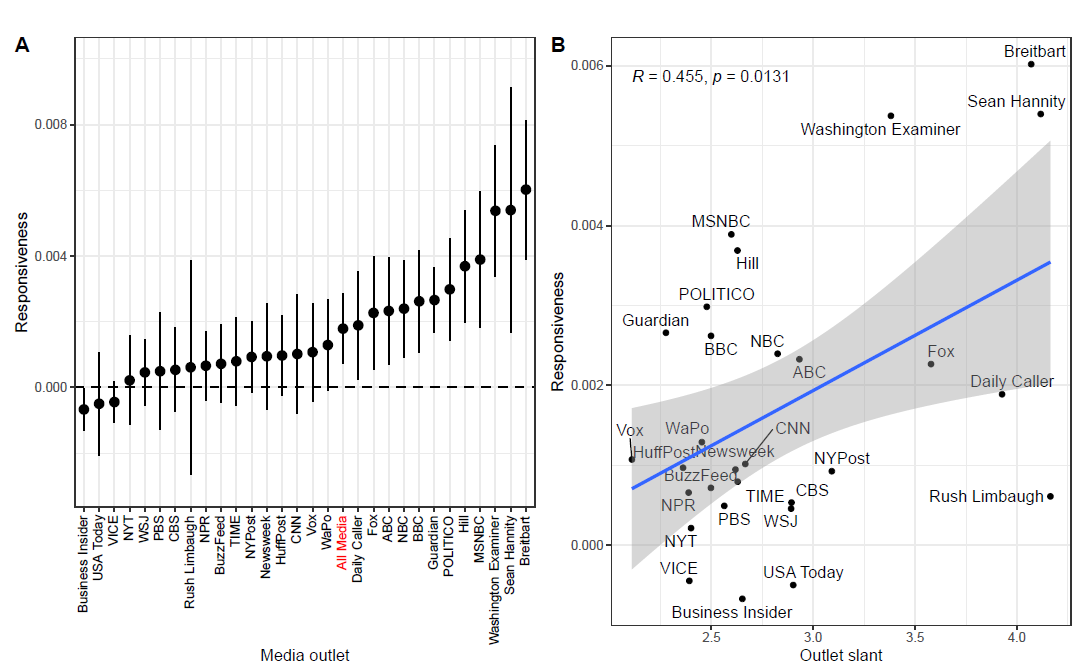 A
Responsiveness
0.008
0.004
0.000
Business Insider
USA Today
VICE
NYT
WSJ
PBS
CBS
Rush Limbaugh
NPR
BuzzFeed
TIME
NYPost
Newsweek
HuffPost
CNN
Vox
WaPo
All Media
Daily Caller
Fox
ABC
NBC
BBC
Guardian
POLITICO
Hill
MSNBC
Washington Examiner
Sean Hannity
Breitbart
Media outlet
B
Responsiveness
0.006
0.004
0.002
0.000
R = 0.455, p = 0.0131
Breitbart
Sean Hannity
Washington Examiner
MSNBC
Hill
POLITICO
Guardian
BBC
NBC
ABC
Fox
Daily Caller
Vox
WaPo
CNN
HuffPost
Newsweek
NYPost
BuzzFeed
TIME
CBS
Rush Limbaugh
NPR
PBS
WSJ
NYT
VICE
USA Today
Business Insider
2.5
3.0
3.5
4.0
Outlet slant